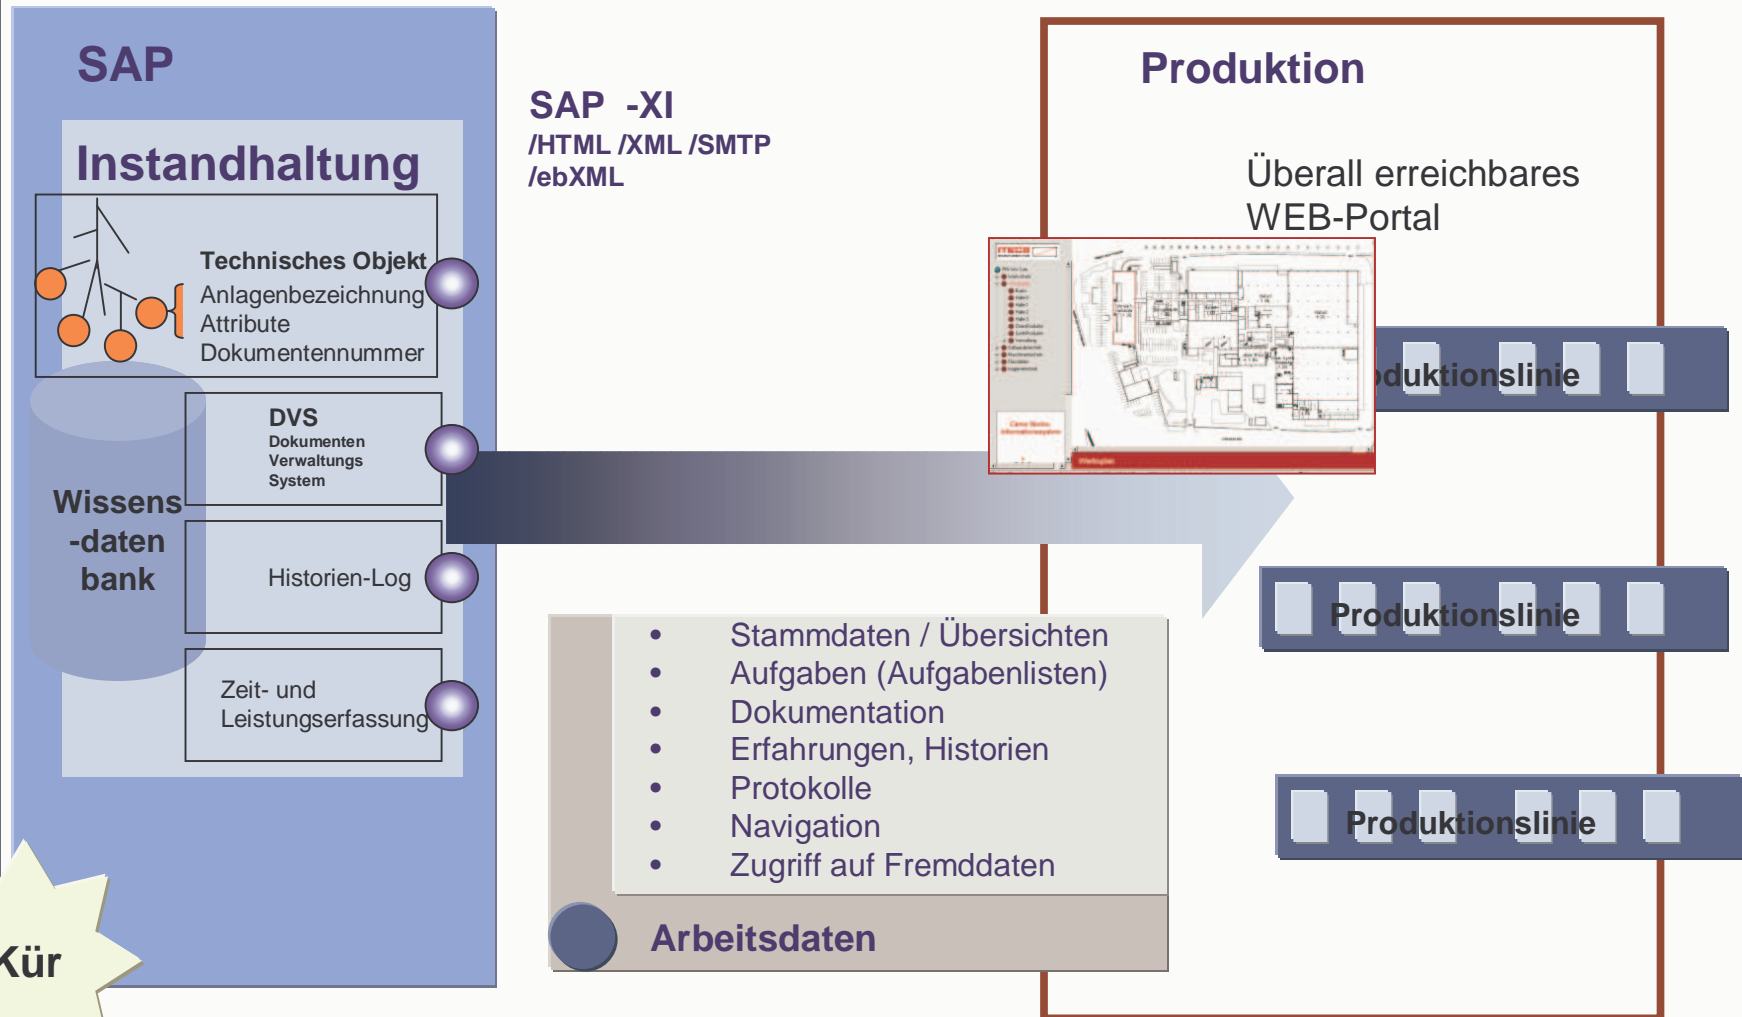 SAP
Instandhaltung
Technisches Objekt
Anlagenbezeichnung
Attribute
Dokumentennummer
DVS
Dokumenten
Verwaltungs
System
Wissens
-daten
bank
Historien-Log
Zeit- und
Leistungserfassung
Kür
SAP -XI
/HTML /XML /SMTP
/ebXML
Stammdaten / Übersichten
Aufgaben (Aufgabenlisten)
Dokumentation
Erfahrungen, Historien
Protokolle
Navigation
Zugriff auf Fremddaten
Arbeitsdaten
Produktion
Überall erreichbares
WEB-Portal
duktionslinie
Produktionslinie
Produktionslinie